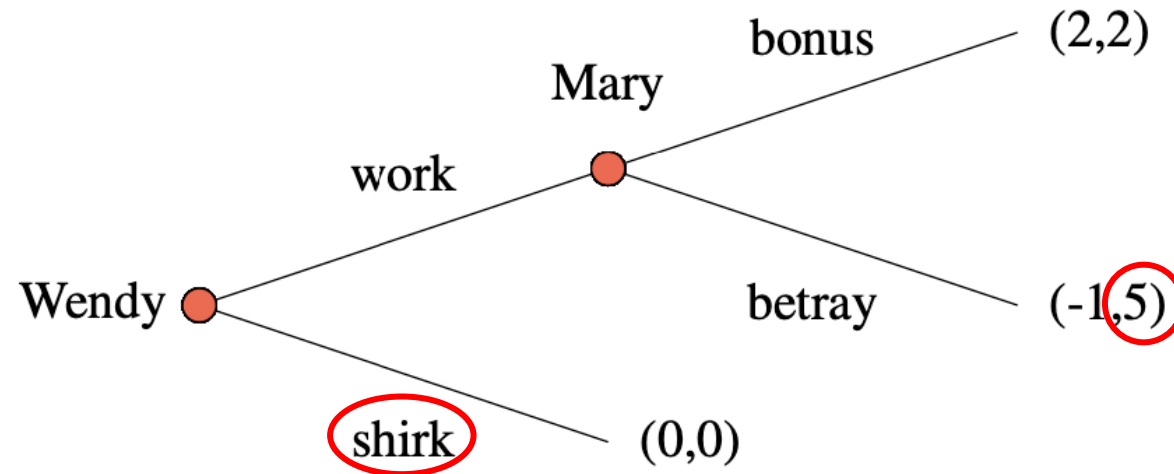 bonus
(2,2)
Mary
work
Wendy
betray
(-1,5)
shirk
(0,0)